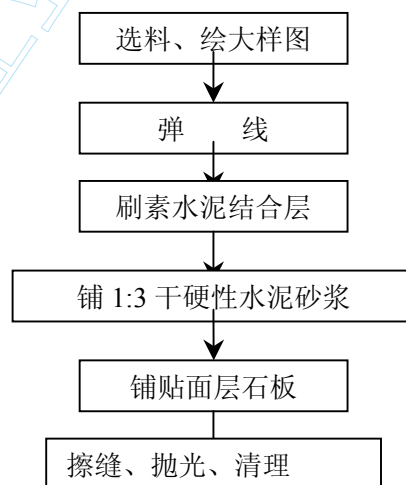 选料、绘大样图
弹 线
刷素水泥结合层
铺 1:3 干硬性水泥砂浆
铺贴面层石板
擦缝、抛光、清理